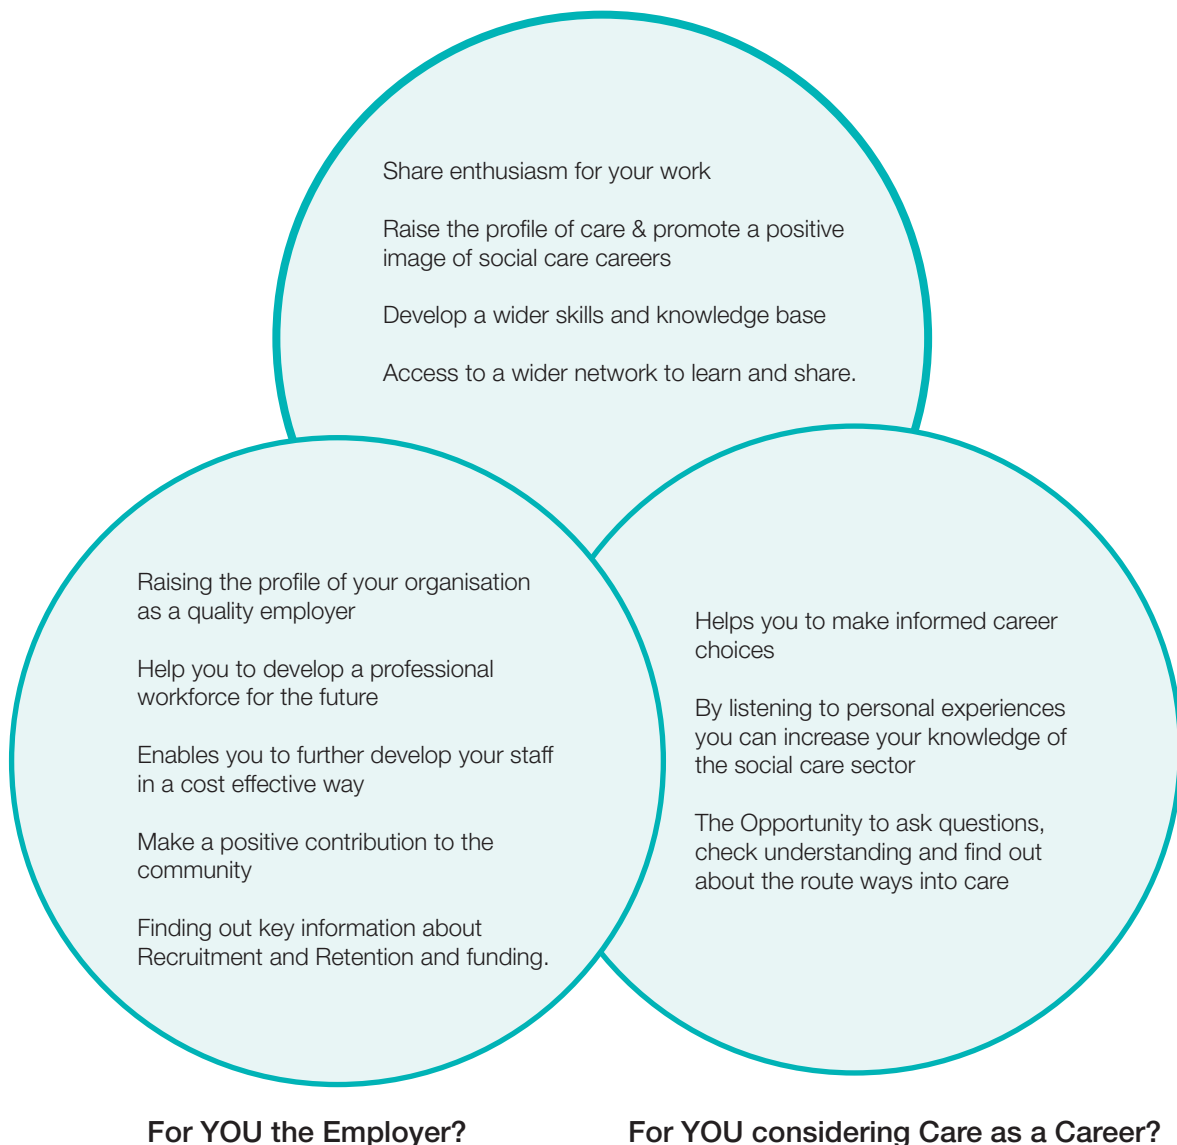 Share enthusiasm for your work
Raise the profile of care & promote a positive
image of social care careers
Develop a wider skills and knowledge base
Access to a wider network to learn and share.
Raising the profile of your organisation
as a quality employer
Help you to develop a professional
workforce for the future
Enables you to further develop your staff
in a cost effective way
Make a positive contribution to the
community
Finding out key information about
Recruitment and Retention and funding.
Helps you to make informed career
choices
By listening to personal experiences
you can increase your knowledge of
the social care sector
The Opportunity to ask questions,
check understanding and find out
about the route ways into care
For YOU the Employer?
For YOU considering Care as a Career?